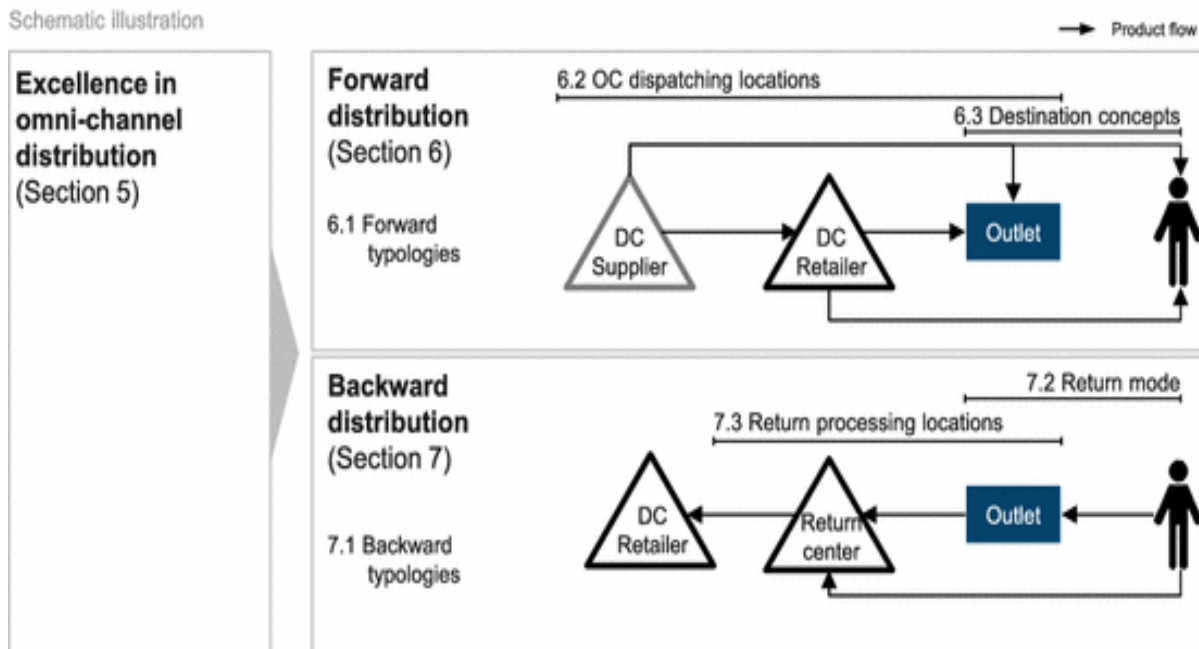 Schematic illustration
Product flow
Excellence in
omni-channel
distribution
(Section 5)
Forward
distribution
(Section 6)
6.1 Forward
typologies
6.2 OC dispatching locations
6.3 Destination concepts
DC
Supplier
DC
Retailer
Outlet
Backward
distribution
(Section 7)
7.1 Backward
typologies
7.2 Return mode
7.3 Return processing locations
DC
Retailer
Return
center
Outlet